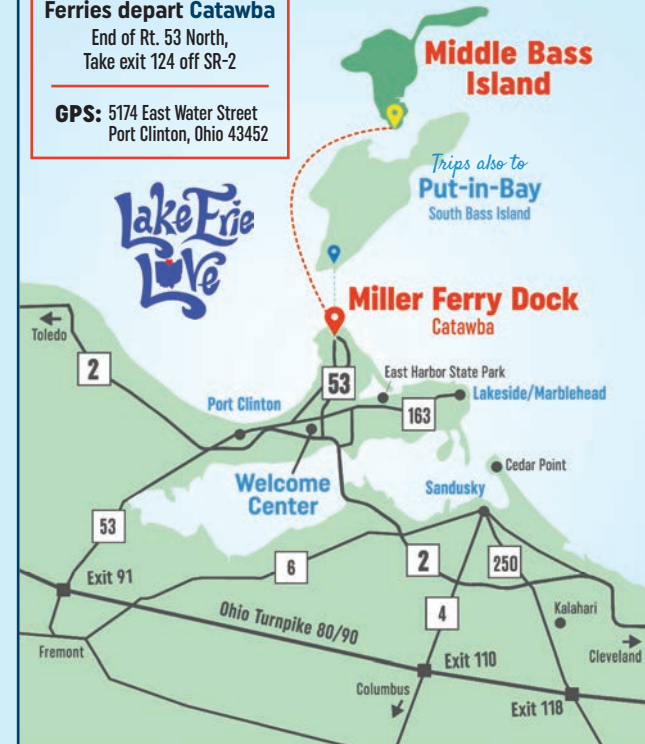 Ferries depart Catawba
End of Rt. 53 North,
Take exit 124 off SR-2
GPS: 5174 East Water Street
Port Clinton, Ohio 43452
Middle Bass
Island
Trips also to
Put-in-Bay
South Bass Island
Lake Erie
Love
Miller Ferry Dock
Catawba
Toledo
2
53
East Harbor State Park
Lakeside/Marblehead
163
Port Clinton
Welcome
Center
Cedar Point
Sandusky
53
6
2
250
Exit 91
4
Ohio Turnpike 80/90
Kalahari
Fremont
Cleveland
Exit 110
Columbus
Exit 118